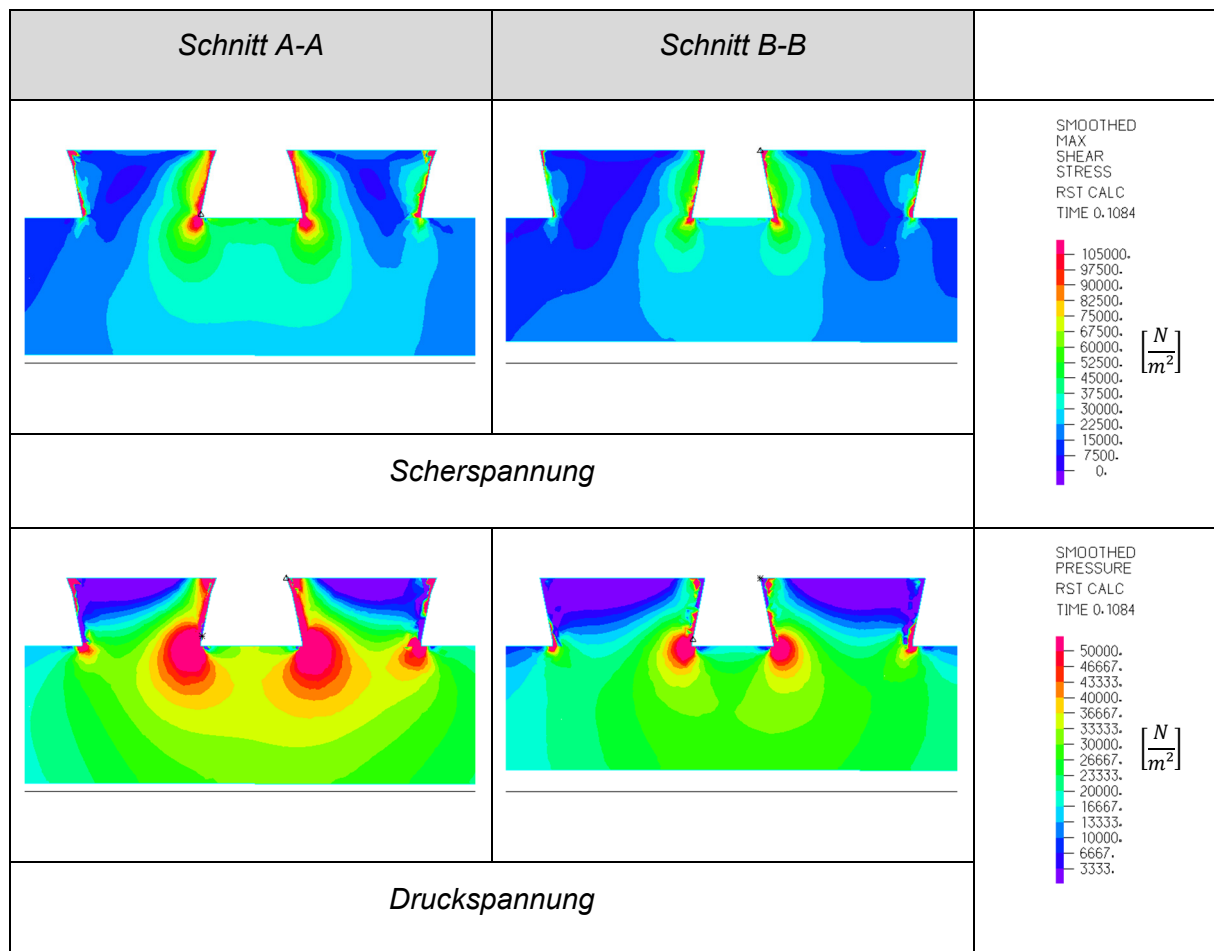 Schnitt A-A
Schnitt B-B
SMOOTHED
MAX
SHEAR
STRESS
RST CALC
TIME 0.1084
105000.
97500.
90000.
82500.
75000.
67500.
60000.
52500.
45000.
37500.
30000.
22500.
15000.
7500.
0.
[N/m²]
Scherspannung
SMOOTHED
PRESSURE
RST CALC
TIME 0.1084
50000.
46667.
43333.
40000.
36667.
33333.
30000.
26667.
23333.
20000.
16667.
13333.
10000.
6667.
3333.
[N/m²]
Druckspannung